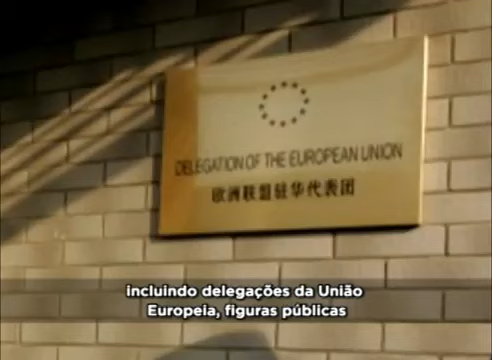 DELEGATION OF THE EUROPEAN UNION
欧洲联盟驻华代表团
incluindo delegações da União
Europeia, figuras públicas